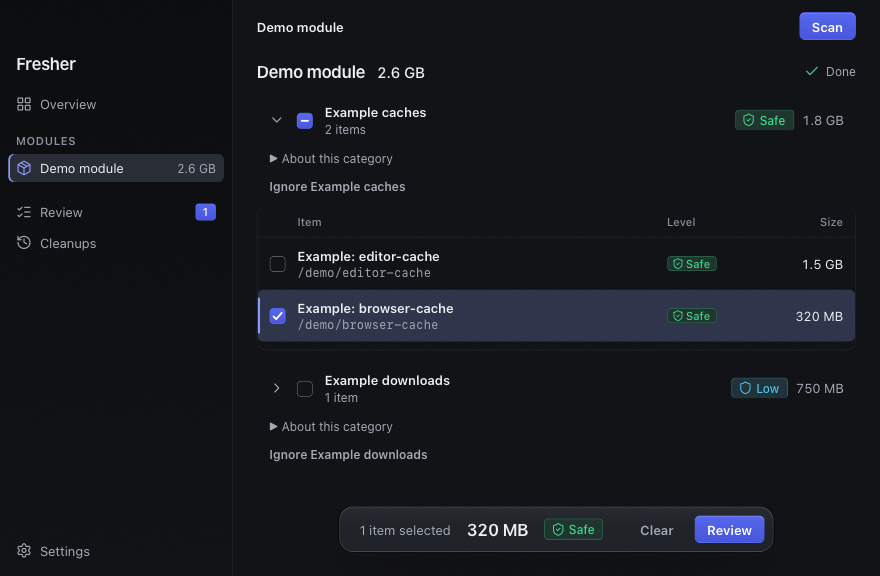 Fresher
Overview
MODULES
Demo module 2.6 GB
Review 1
Cleanups
Settings
Demo module Scan
Demo module 2.6 GB Done
Example caches
2 items
Safe 1.8 GB
About this category
Ignore Example caches
Item Level Size
Example: editor-cache
/demo/editor-cache
Safe 1.5 GB
Example: browser-cache
/demo/browser-cache
Safe 320 MB
Example downloads
1 item
Low 750 MB
About this category
Ignore Example downloads
1 item selected 320 MB Safe Clear Review